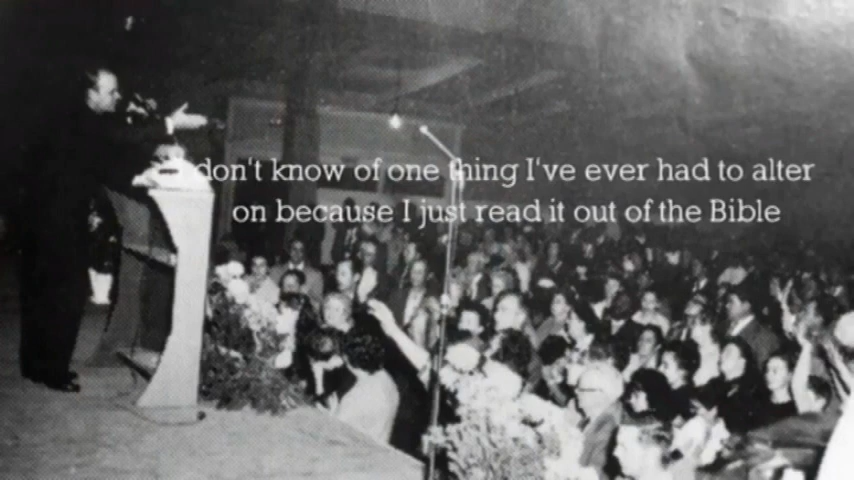 don't know of one thing I've ever had to alter
on because I just read it out of the Bible